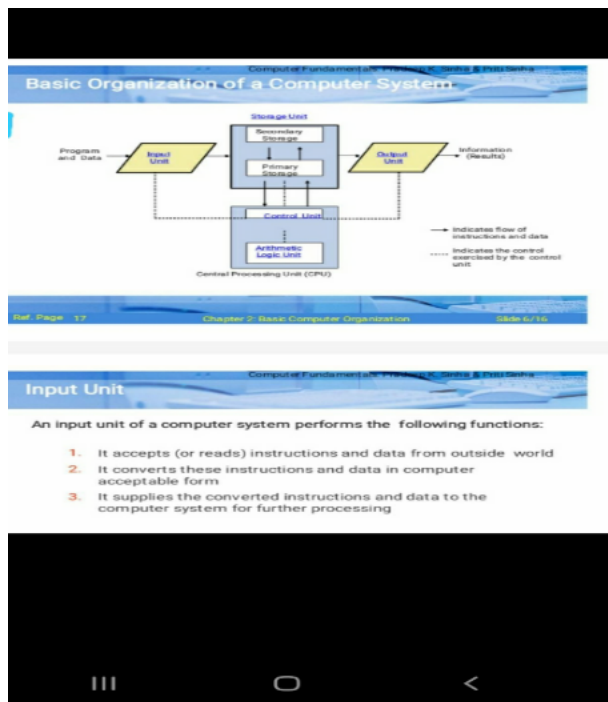 Computer Fundamentals: Pradeep K. Sinha & Priti Sinha
Basic Organization of a Computer System
Storage Unit
Secondary
Storage
Program
and Data
Input
Unit
Primary
Storage
Output
Unit
Information
(Results)
Control Unit
Arithmetic
Logic Unit
Central Processing Unit (CPU)
Indicates flow of
instructions and data
Indicates the control
exercised by the control
unit
Ref. Page 17
Chapter 2: Basic Computer Organization
Slide 6/16
Computer Fundamentals: Pradeep K. Sinha & Priti Sinha
Input Unit
An input unit of a computer system performs the following functions:
1. It accepts (or reads) instructions and data from outside world
2. It converts these instructions and data in computer
acceptable form
3. It supplies the converted instructions and data to the
computer system for further processing